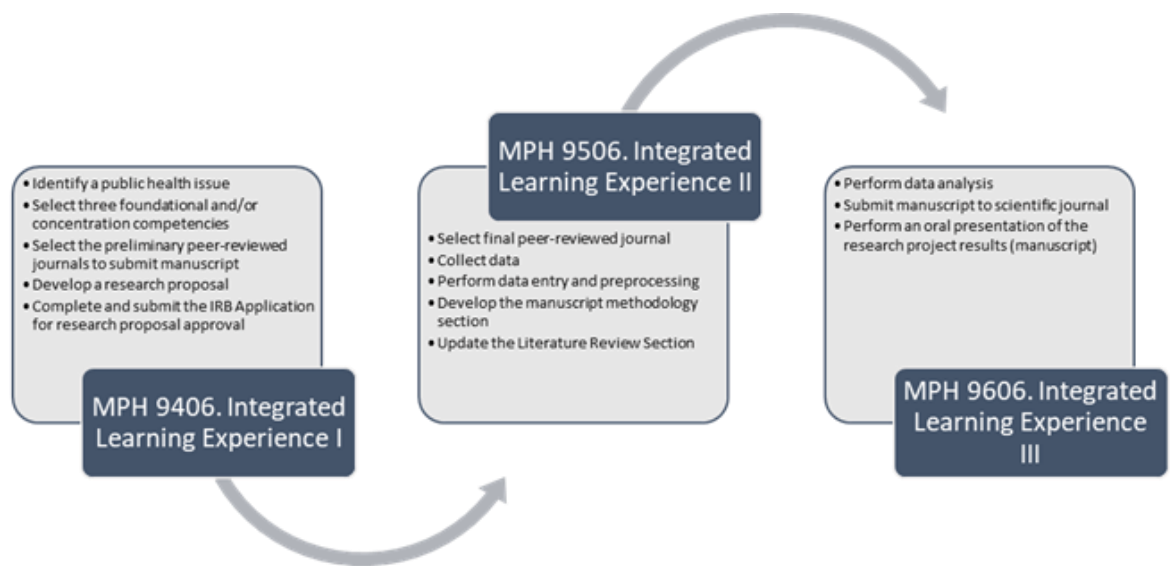 • Identify a public health issue
• Select three foundational and/or
concentration competencies
• Select the preliminary peer-reviewed
journals to submit manuscript
• Develop a research proposal
• Complete and submit the IRB Application
for research proposal approval
MPH 9406. Integrated
Learning Experience I
MPH 9506. Integrated
Learning Experience II
• Select final peer-reviewed journal
• Collect data
• Perform data entry and preprocessing
• Develop the manuscript methodology
section
• Update the Literature Review Section
• Perform data analysis
• Submit manuscript to scientific journal
• Perform an oral presentation of the
research project results (manuscript)
MPH 9606. Integrated
Learning Experience
III